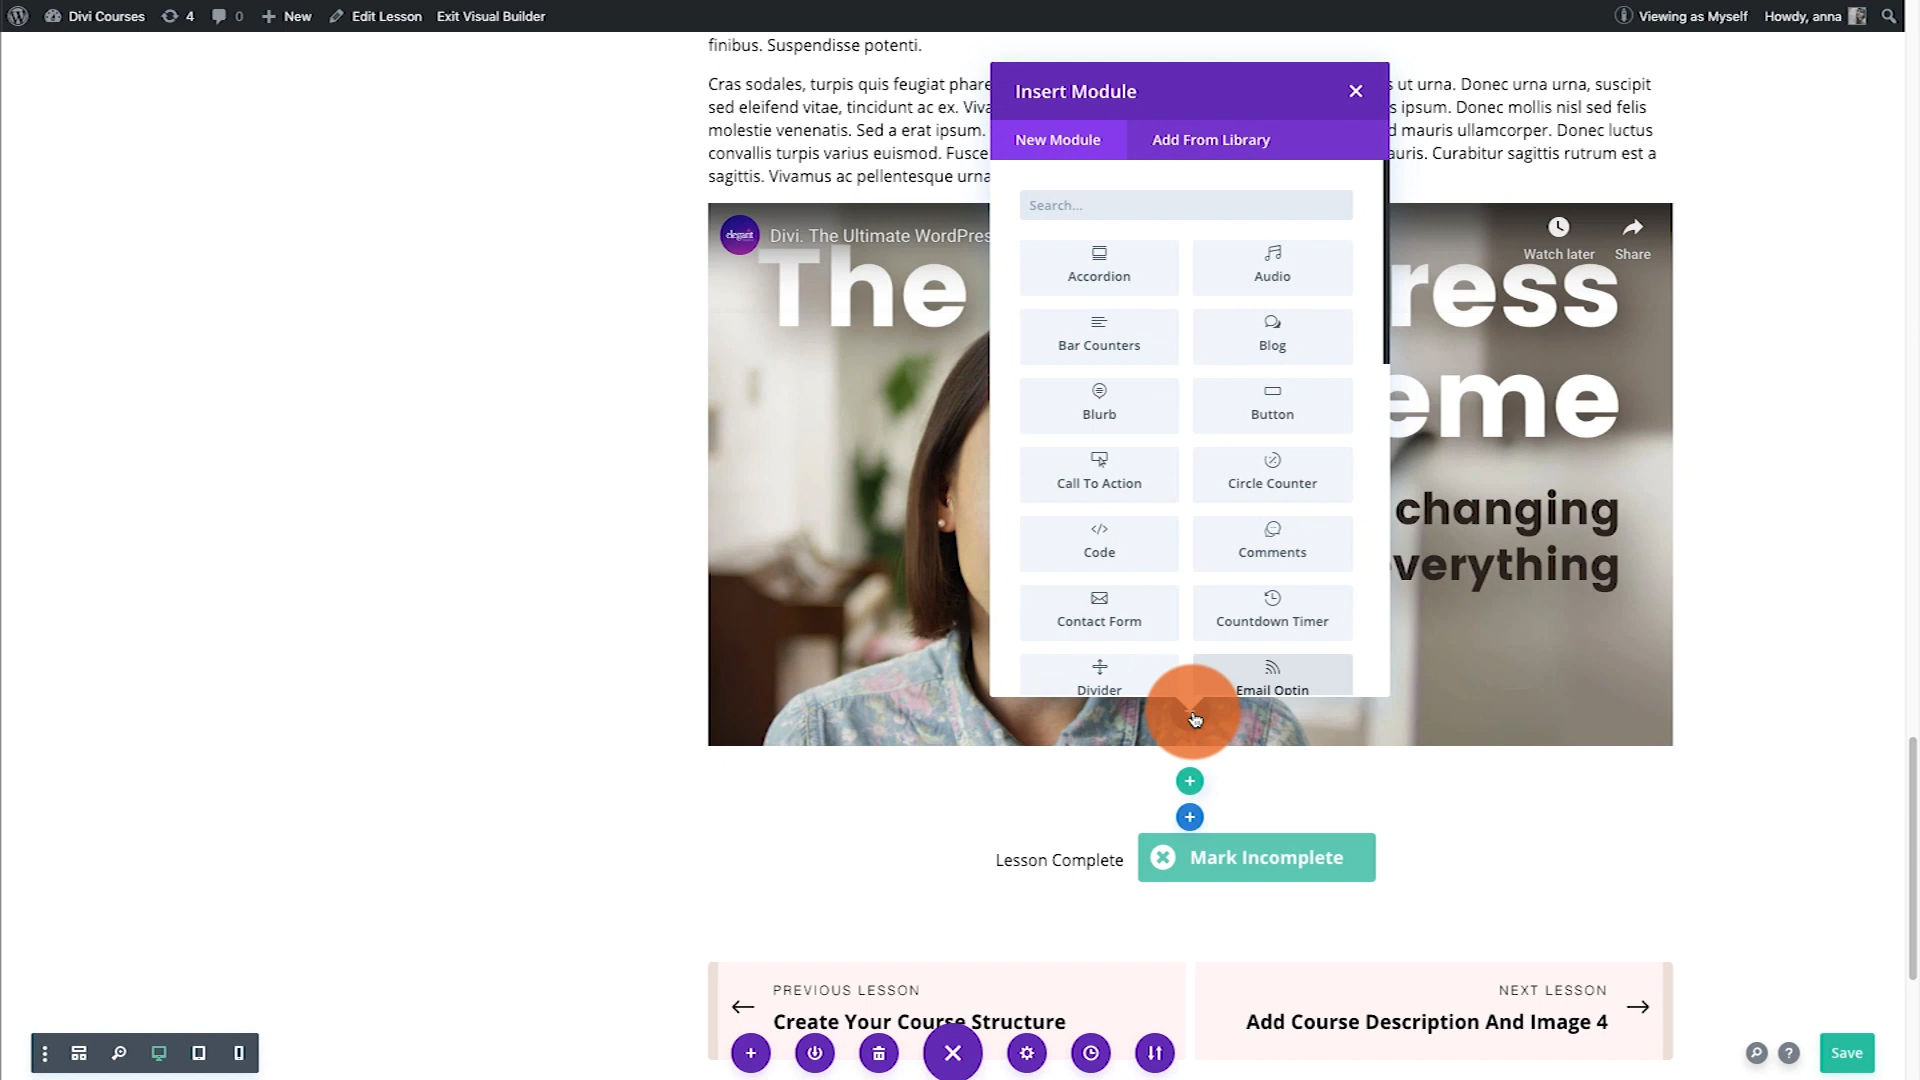 Divi Courses 4 0 New Edit Lesson Exit Visual Builder Viewing as Myself Howdy, anna
finibus. Suspendisse potenti.
Cras sodales, turpis quis feugiat phare
s ut urna. Donec urna urna, suscipit
sed eleifend vitae, tincidunt ac ex. Viva
s ipsum. Donec mollis nisl sed felis
molestie venenatis. Sed a erat ipsum.
d mauris ullamcorper. Donec luctus
convallis turpis varius euismod. Fusce
auris. Curabitur sagittis rutrum est a
sagittis. Vivamus ac pellentesque urna
Insert Module
New Module Add From Library
Search...
Accordion Audio
Bar Counters Blog
Blurb Button
Call To Action Circle Counter
Code Comments
Contact Form Countdown Timer
Divider Email Optin
elegant
Divi. The Ultimate WordPres
Watch later Share
The ress
eme
changing
verything
Lesson Complete Mark Incomplete
PREVIOUS LESSON
Create Your Course Structure
NEXT LESSON
Add Course Description And Image 4
? Save